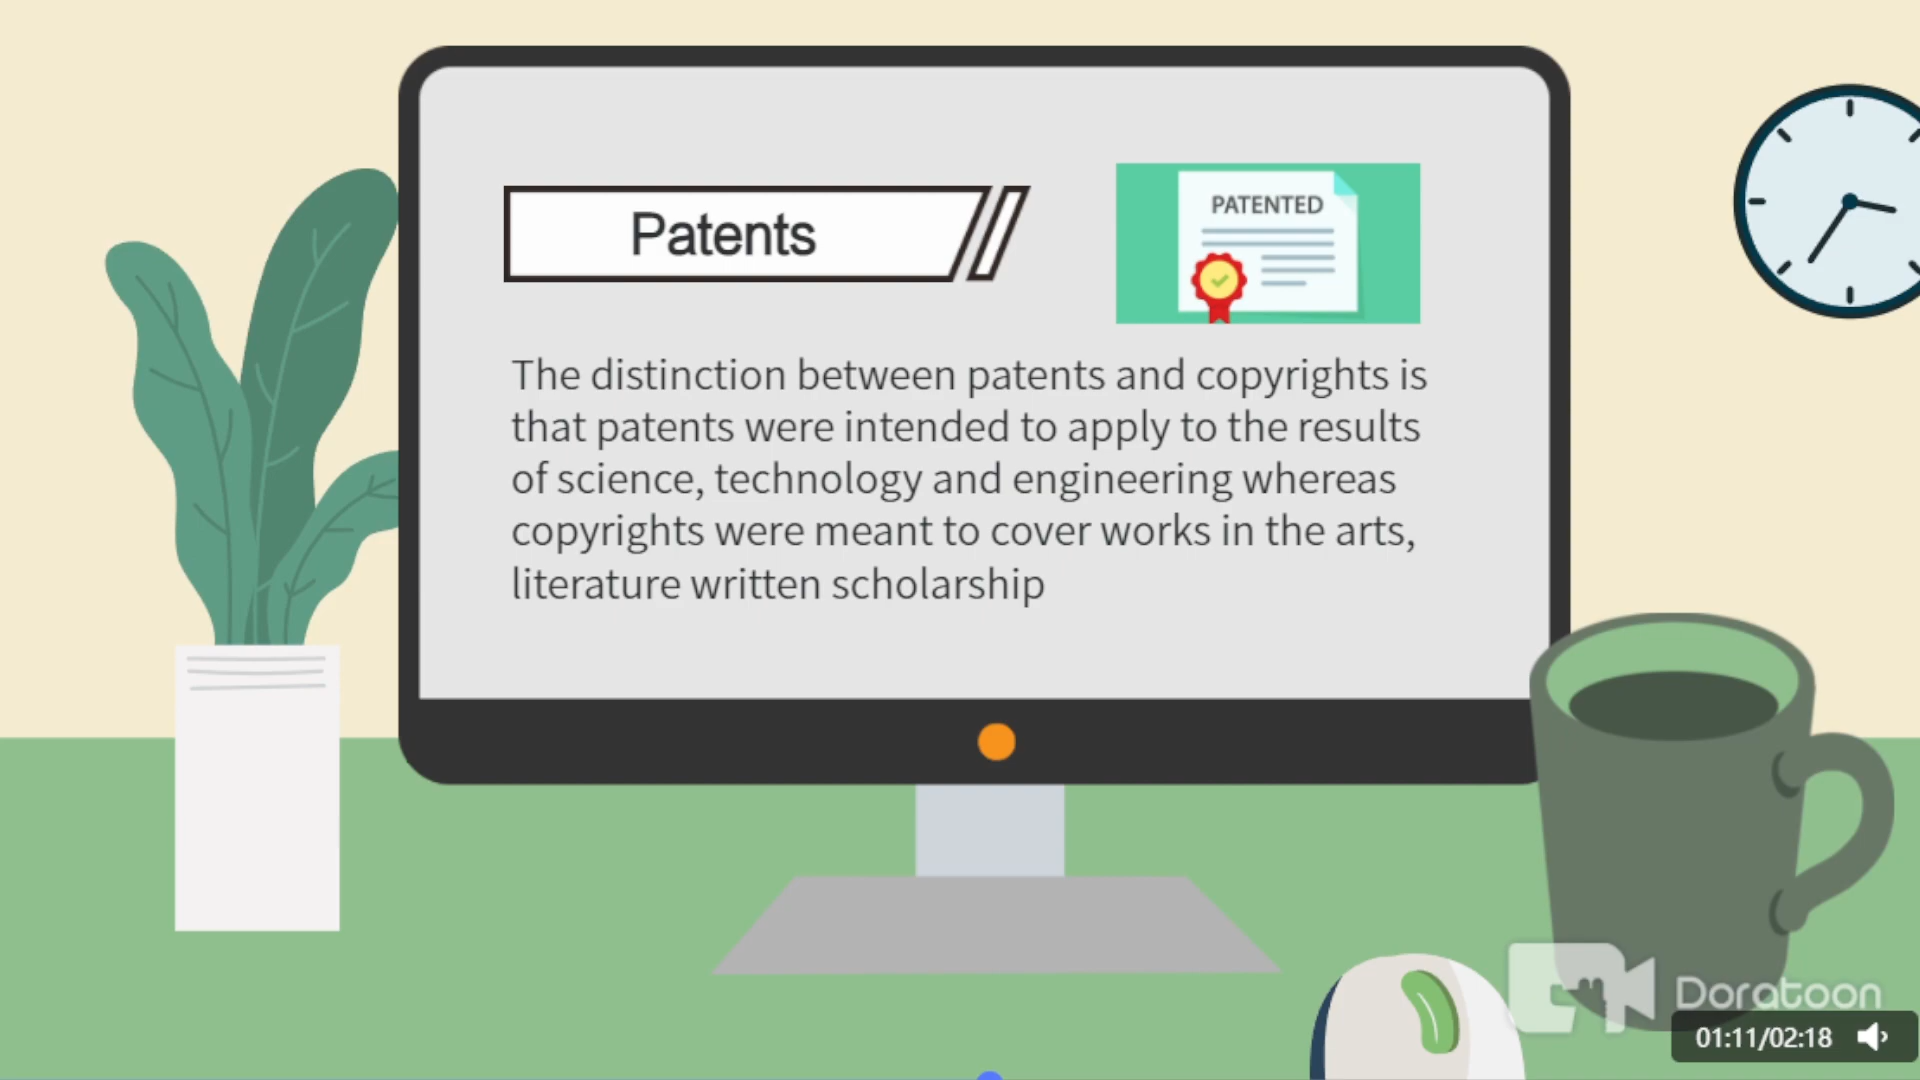 Patents
PATENTED
The distinction between patents and copyrights is
that patents were intended to apply to the results
of science, technology and engineering whereas
copyrights were meant to cover works in the arts,
literature written scholarship
Doratoon
01:11/02:18